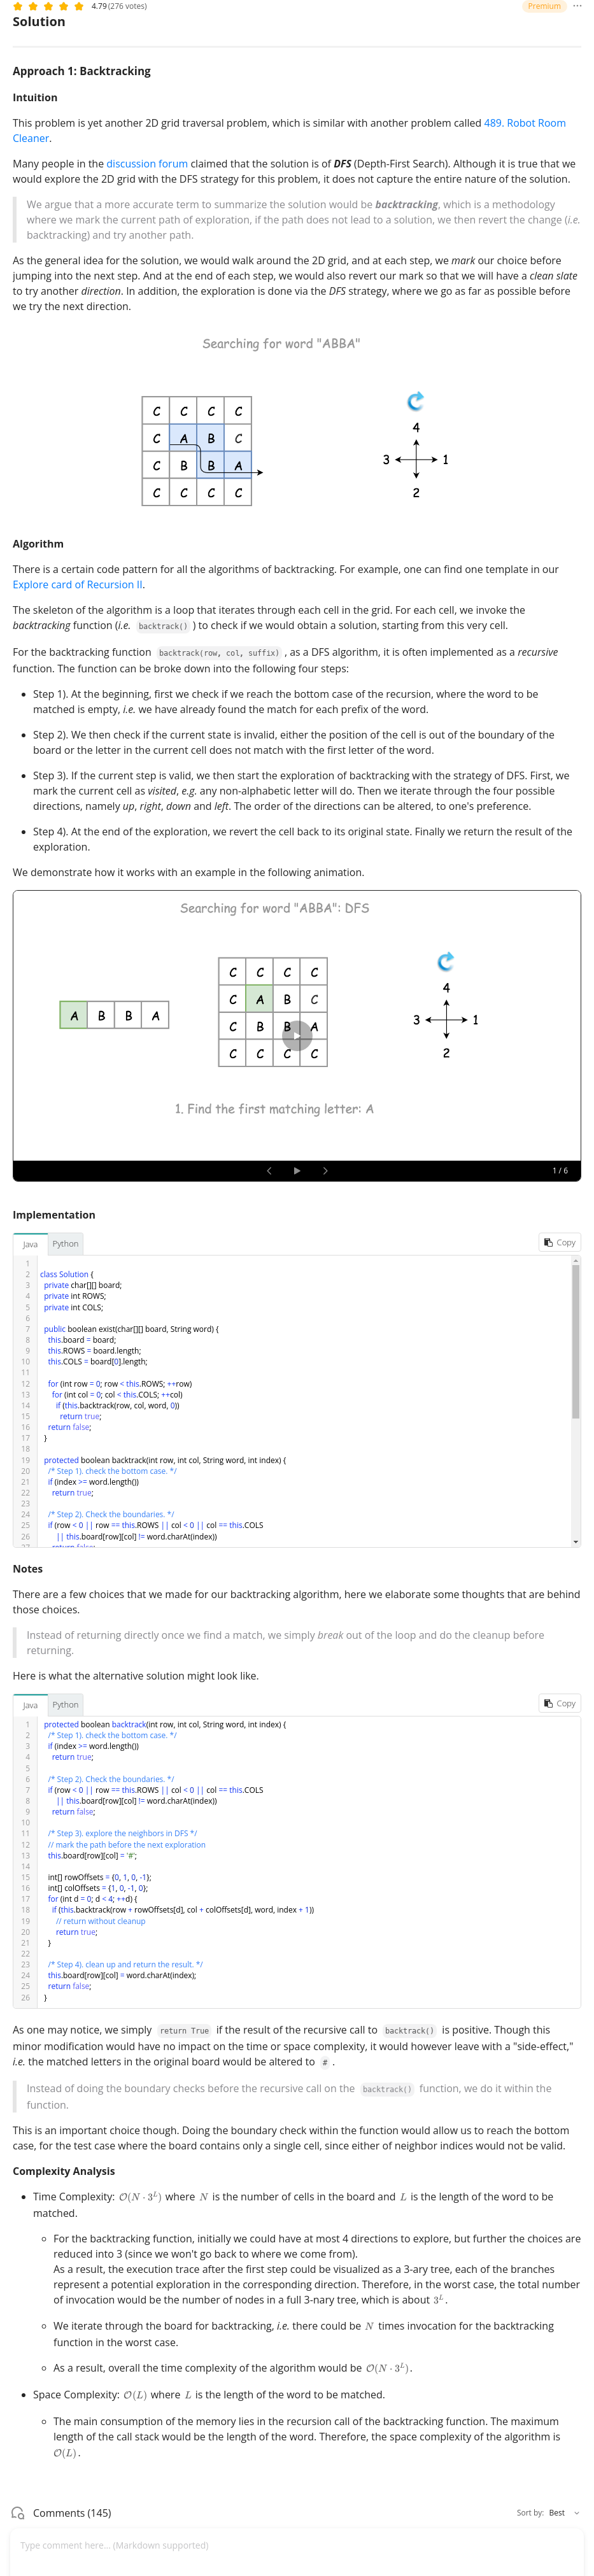 4.79 (276 votes)
Premium
Solution
Approach 1: Backtracking
Intuition
This problem is yet another 2D grid traversal problem, which is similar with another problem called 489. Robot Room
Cleaner.
Many people in the discussion forum claimed that the solution is of DFS (Depth-First Search). Although it is true that we
would explore the 2D grid with the DFS strategy for this problem, it does not capture the entire nature of the solution.
We argue that a more accurate term to summarize the solution would be backtracking, which is a methodology
where we mark the current path of exploration, if the path does not lead to a solution, we then revert the change (i.e.
backtracking) and try another path.
As the general idea for the solution, we would walk around the 2D grid, and at each step, we mark our choice before
jumping into the next step. And at the end of each step, we would also revert our mark so that we will have a clean slate
to try another direction. In addition, the exploration is done via the DFS strategy, where we go as far as possible before
we try the next direction.
Searching for word "ABBA"
C C C C
C A B C
C B B A
C C C C
4
3 1
2
Algorithm
There is a certain code pattern for all the algorithms of backtracking. For example, one can find one template in our
Explore card of Recursion II.
The skeleton of the algorithm is a loop that iterates through each cell in the grid. For each cell, we invoke the
backtracking function (i.e. backtrack() ) to check if we would obtain a solution, starting from this very cell.
For the backtracking function backtrack(row, col, suffix) , as a DFS algorithm, it is often implemented as a recursive
function. The function can be broke down into the following four steps:
• Step 1). At the beginning, first we check if we reach the bottom case of the recursion, where the word to be
matched is empty, i.e. we have already found the match for each prefix of the word.
• Step 2). We then check if the current state is invalid, either the position of the cell is out of the boundary of the
board or the letter in the current cell does not match with the first letter of the word.
• Step 3). If the current step is valid, we then start the exploration of backtracking with the strategy of DFS. First, we
mark the current cell as visited, e.g. any non-alphabetic letter will do. Then we iterate through the four possible
directions, namely up, right, down and left. The order of the directions can be altered, to one's preference.
• Step 4). At the end of the exploration, we revert the cell back to its original state. Finally we return the result of the
exploration.
We demonstrate how it works with an example in the following animation.
Searching for word "ABBA": DFS
A B B A
C C C C
C A B C
C B B A
C C C C
4
3 1
2
1. Find the first matching letter: A
1 / 6
Implementation
Java Python Copy
1
2 class Solution {
3 private char[][] board;
4 private int ROWS;
5 private int COLS;
6
7 public boolean exist(char[][] board, String word) {
8 this.board = board;
9 this.ROWS = board.length;
10 this.COLS = board[0].length;
11
12 for (int row = 0; row < this.ROWS; ++row)
13 for (int col = 0; col < this.COLS; ++col)
14 if (this.backtrack(row, col, word, 0))
15 return true;
16 return false;
17 }
18
19 protected boolean backtrack(int row, int col, String word, int index) {
20 /* Step 1). check the bottom case. */
21 if (index >= word.length())
22 return true;
23
24 /* Step 2). Check the boundaries. */
25 if (row < 0 || row == this.ROWS || col < 0 || col == this.COLS
26 || this.board[row][col] != word.charAt(index))
27 return false;
Notes
There are a few choices that we made for our backtracking algorithm, here we elaborate some thoughts that are behind
those choices.
Instead of returning directly once we find a match, we simply break out of the loop and do the cleanup before
returning.
Here is what the alternative solution might look like.
Java Python Copy
1 protected boolean backtrack(int row, int col, String word, int index) {
2 /* Step 1). check the bottom case. */
3 if (index >= word.length())
4 return true;
5
6 /* Step 2). Check the boundaries. */
7 if (row < 0 || row == this.ROWS || col < 0 || col == this.COLS
8 || this.board[row][col] != word.charAt(index))
9 return false;
10
11 /* Step 3). explore the neighbors in DFS */
12 // mark the path before the next exploration
13 this.board[row][col] = '#';
14
15 int[] rowOffsets = {0, 1, 0, -1};
16 int[] colOffsets = {1, 0, -1, 0};
17 for (int d = 0; d < 4; ++d) {
18 if (this.backtrack(row + rowOffsets[d], col + colOffsets[d], word, index + 1))
19 // return without cleanup
20 return true;
21 }
22
23 /* Step 4). clean up and return the result. */
24 this.board[row][col] = word.charAt(index);
25 return false;
26 }
As one may notice, we simply return True if the result of the recursive call to backtrack() is positive. Though this
minor modification would have no impact on the time or space complexity, it would however leave with a "side-effect,"
i.e. the matched letters in the original board would be altered to # .
Instead of doing the boundary checks before the recursive call on the backtrack() function, we do it within the
function.
This is an important choice though. Doing the boundary check within the function would allow us to reach the bottom
case, for the test case where the board contains only a single cell, since either of neighbor indices would not be valid.
Complexity Analysis
• Time Complexity: O(N · 3^L) where N is the number of cells in the board and L is the length of the word to be
matched.
◦ For the backtracking function, initially we could have at most 4 directions to explore, but further the choices are
reduced into 3 (since we won't go back to where we come from).
As a result, the execution trace after the first step could be visualized as a 3-ary tree, each of the branches
represent a potential exploration in the corresponding direction. Therefore, in the worst case, the total number
of invocation would be the number of nodes in a full 3-nary tree, which is about 3^L.
◦ We iterate through the board for backtracking, i.e. there could be N times invocation for the backtracking
function in the worst case.
◦ As a result, overall the time complexity of the algorithm would be O(N · 3^L).
• Space Complexity: O(L) where L is the length of the word to be matched.
◦ The main consumption of the memory lies in the recursion call of the backtracking function. The maximum
length of the call stack would be the length of the word. Therefore, the space complexity of the algorithm is
O(L).
Comments (145)
Sort by: Best
Type comment here... (Markdown supported)